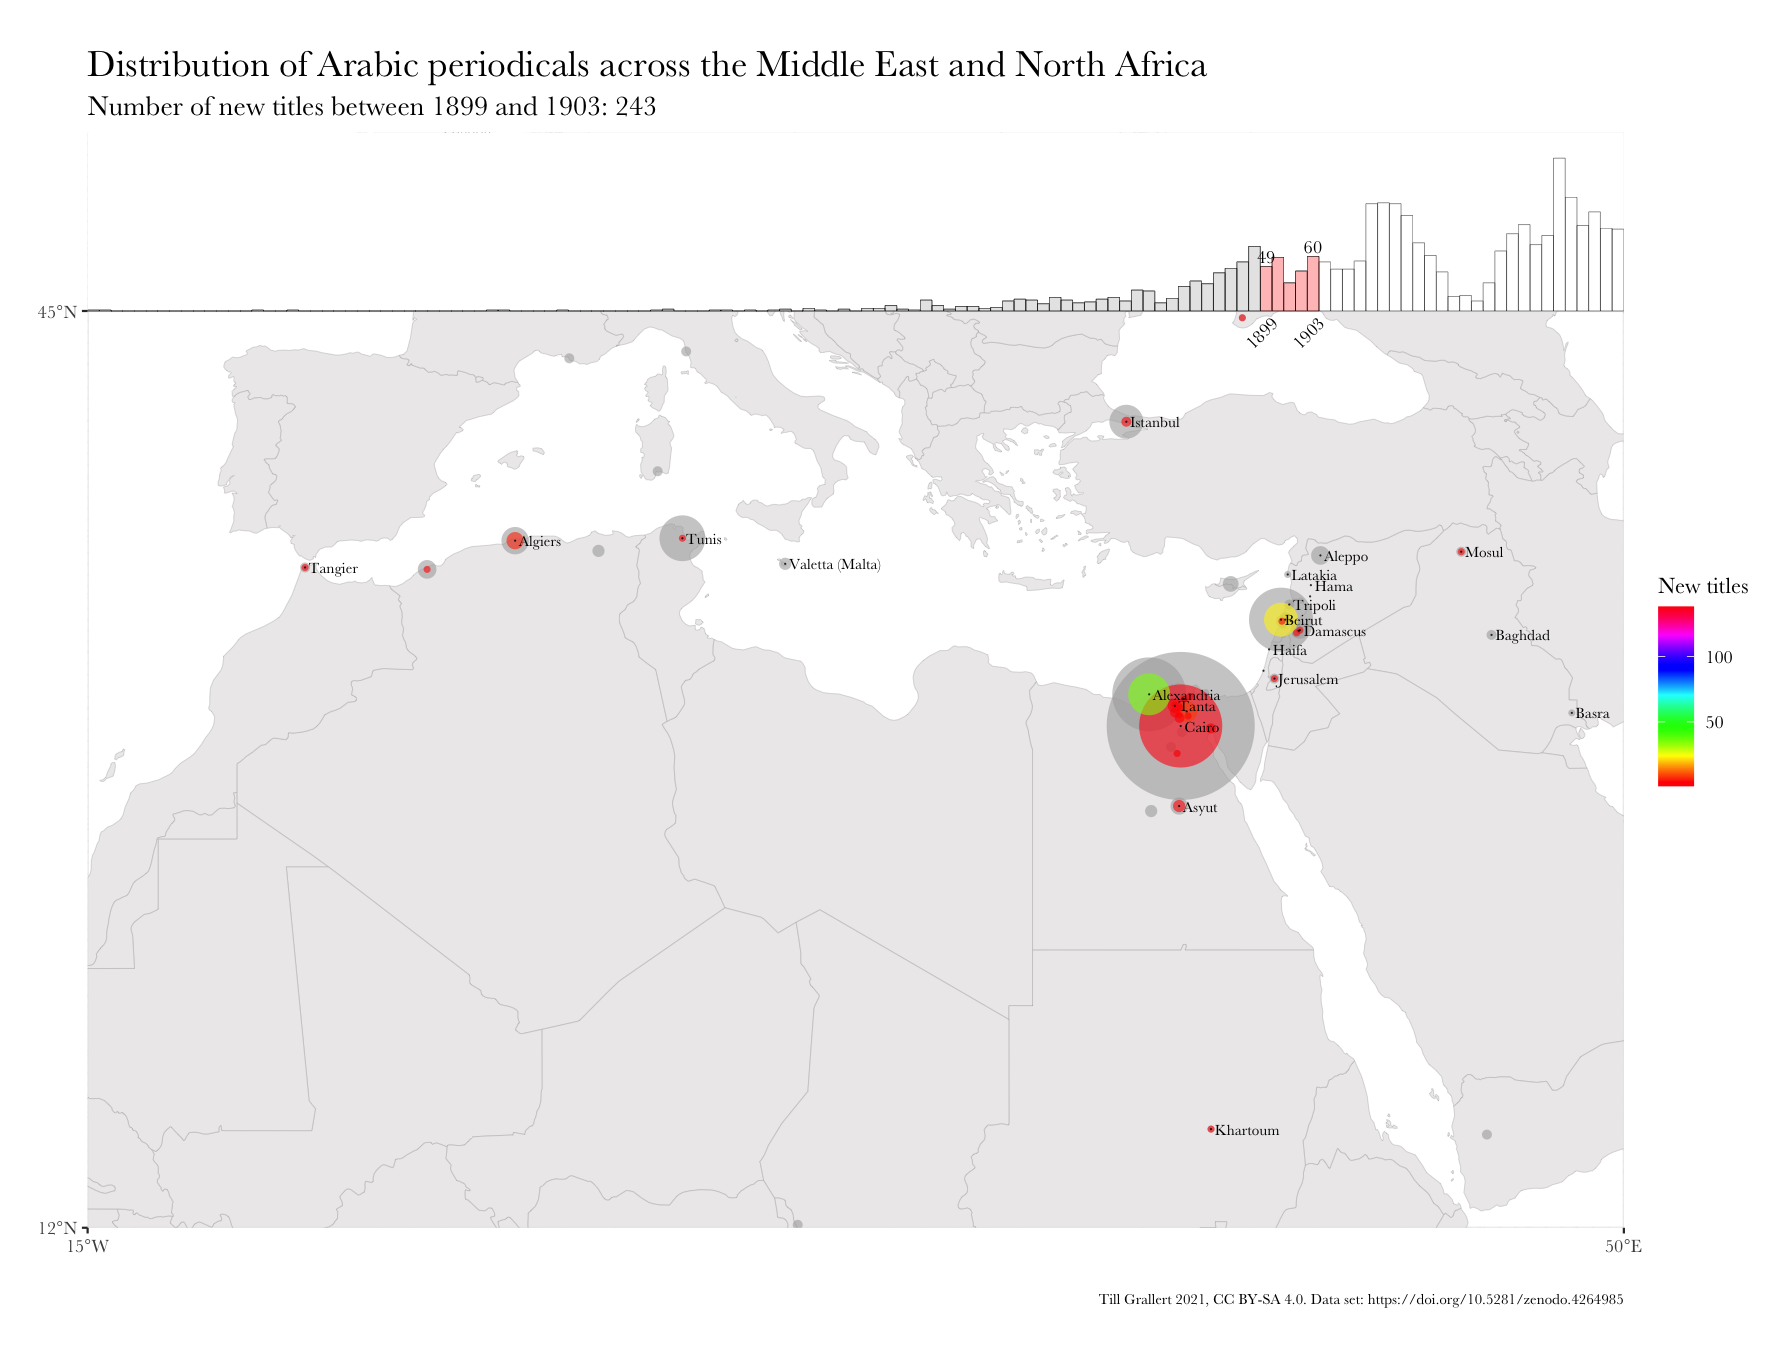 Distribution of Arabic periodicals across the Middle East and North Africa
Number of new titles between 1899 and 1903: 243
49
60
45°N
1899
1903
Istanbul
Algiers
Tunis
Tangier
Valetta (Malta)
Aleppo
Mosul
Latakia
Hama
Tripoli
Beirut
Damascus
Baghdad
Haifa
Jerusalem
Alexandria
Tanta
Basra
Cairo
Asyut
Khartoum
New titles
100
50
12°N
15°W
50°E
Till Grallert 2021, CC BY-SA 4.0. Data set: https://doi.org/10.5281/zenodo.4264985